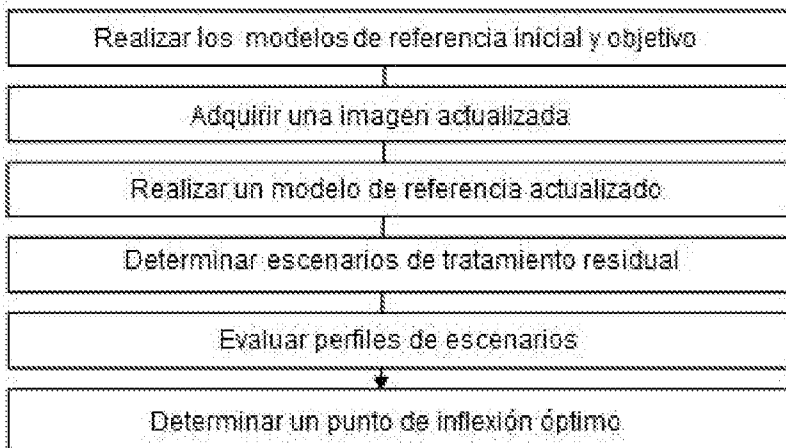 Realizar los modelos de referencia inicial y objetivo
Adquirir una imagen actualizada
Realizar un modelo de referencia actualizado
Determinar escenarios de tratamiento residual
Evaluar perfiles de escenarios
Determinar un punto de inflexión óptimo